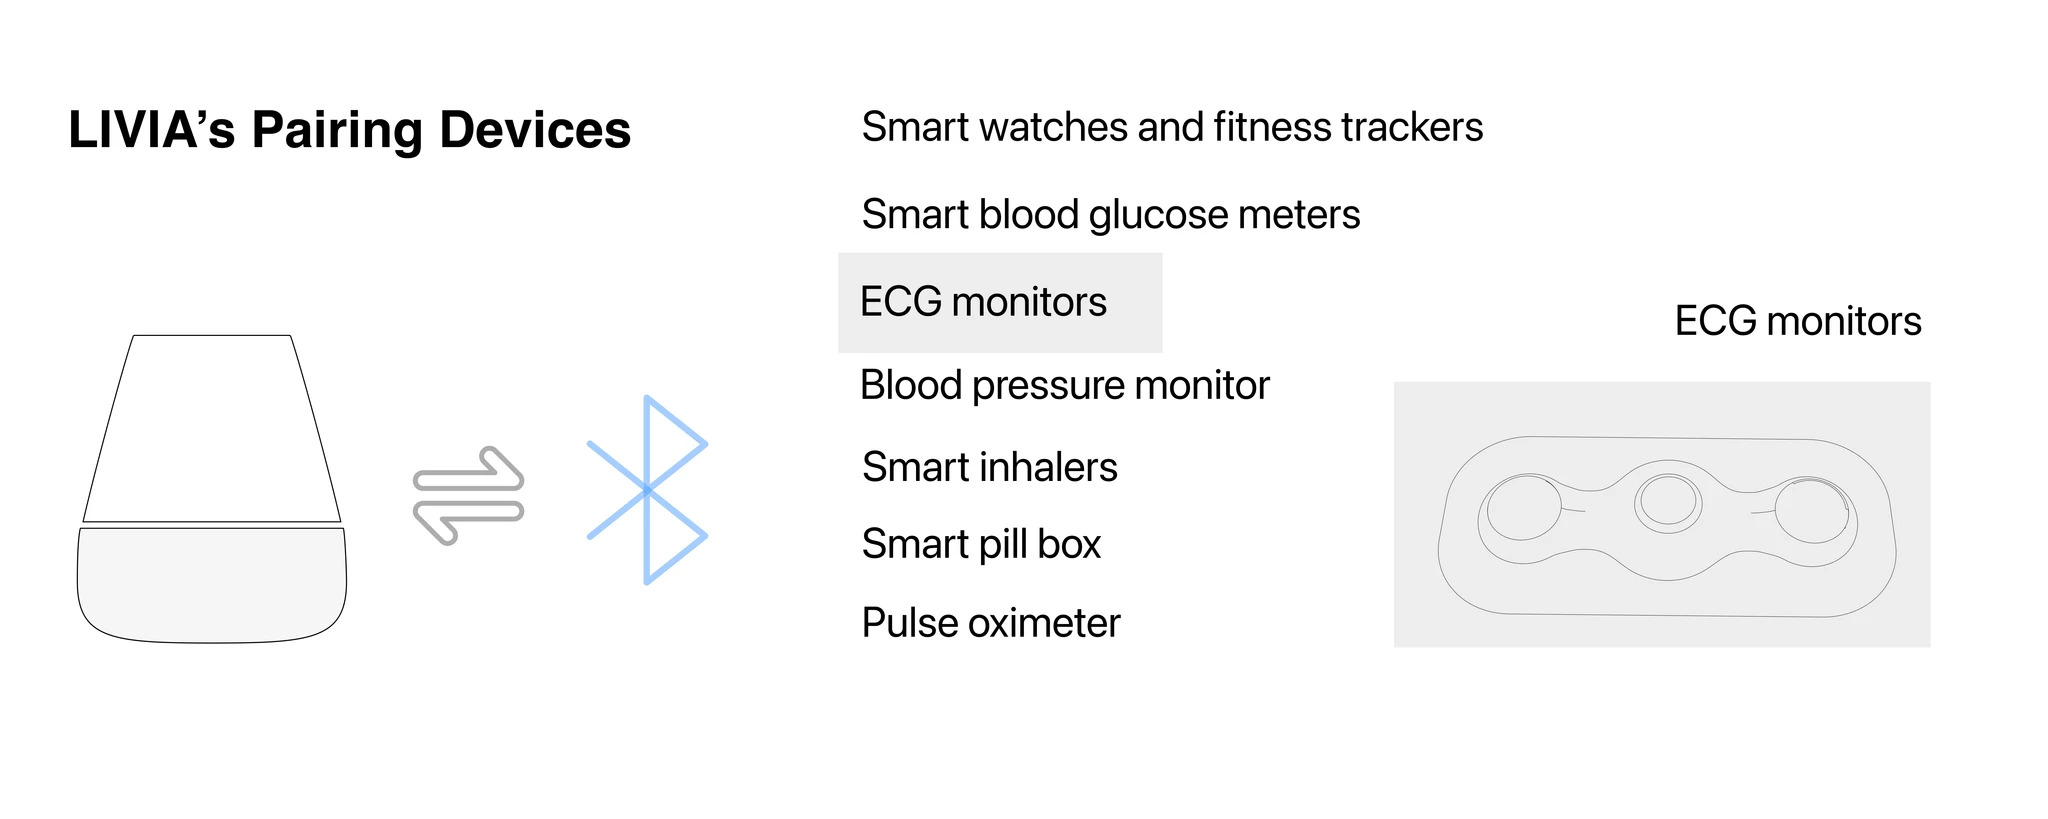 LIVIA’s Pairing Devices
Smart watches and fitness trackers
Smart blood glucose meters
ECG monitors
Blood pressure monitor
Smart inhalers
Smart pill box
Pulse oximeter
ECG monitors